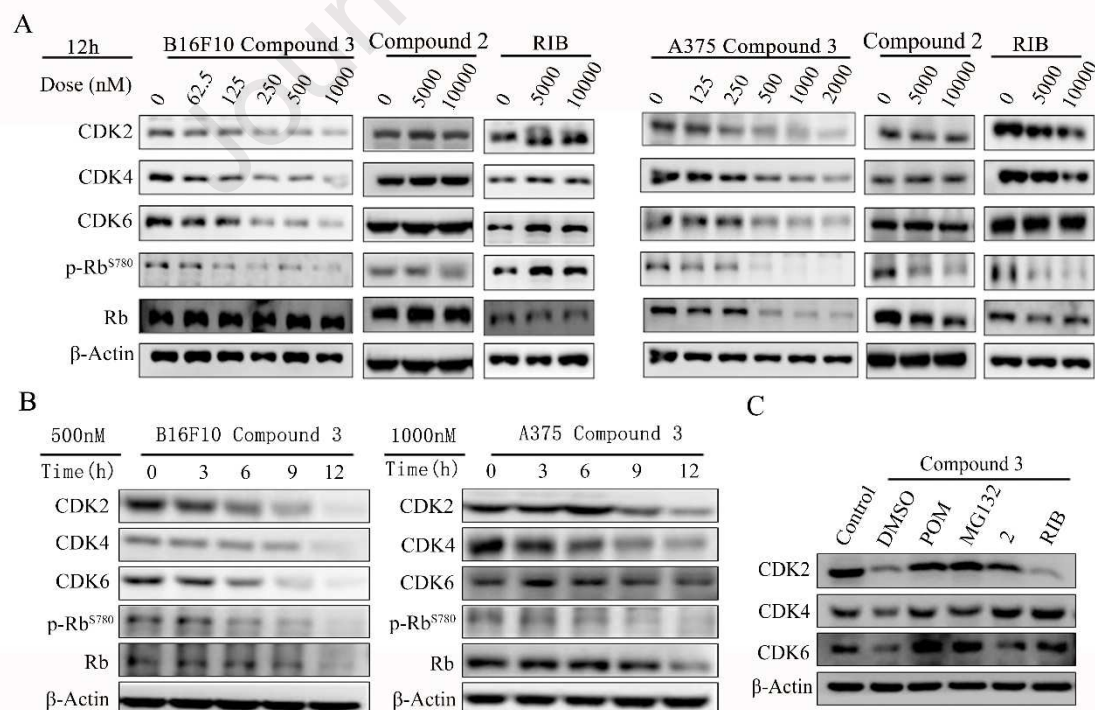 Jour
A
12h B16F10 Compound 3 Compound 2 RIB A375 Compound 3 Compound 2 RIB
Dose (nM) 0 62.5 125 250 500 1000 0 5000 10000 0 5000 10000 0 125 250 500 1000 2000 0 5000 10000 0 5000 10000
CDK2
CDK4
CDK6
p-Rb^S780
Rb
β-Actin
B
500nM B16F10 Compound 3
Time(h) 0 3 6 9 12
CDK2
CDK4
CDK6
p-Rb^S780
Rb
β-Actin
1000nM A375 Compound 3
Time(h) 0 3 6 9 12
CDK2
CDK4
CDK6
p-Rb^S780
Rb
β-Actin
C
Compound 3
Control DMSO POM MG132 2 RIB
CDK2
CDK4
CDK6
β-Actin